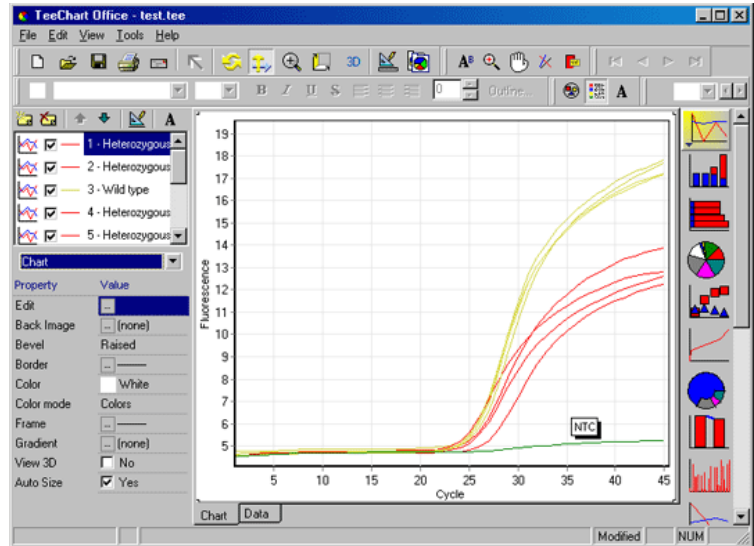 TeeChart Office - test.tee
File Edit View Tools Help
3D A B
B I U S 0 Outline... A
A
1 - Heterozygous
2 - Heterozygous
3 - Wild type
4 - Heterozygous
5 - Heterozygous
Chart
Property Value
Edit ...
Back Image ... (none)
Bevel Raised
Border ...
Color White
Color mode Colors
Frame ...
Gradient ... (none)
View 3D No
Auto Size Yes
Fluorescence
19
18
17
16
15
14
13
12
11
10
9
8
7
6
5
NTC
5 10 15 20 25 30 35 40 45
Cycle
Chart Data
Modified NUM